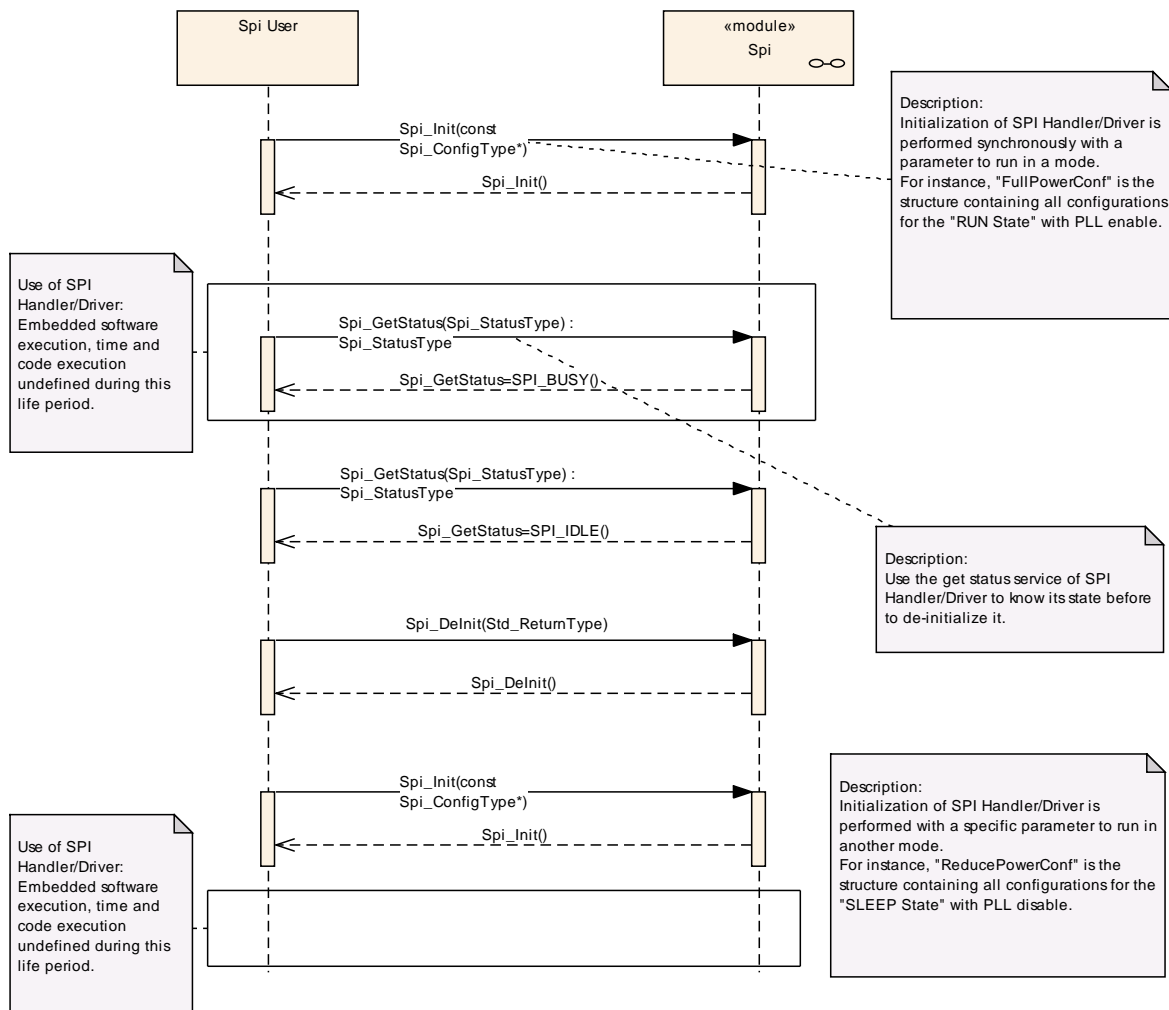 Spi User
«module»
Spi
Spi_Init(const
Spi_ConfigType*)
Spi_Init()
Description:
Initialization of SPI Handler/Driver is
performed synchronously with a
parameter to run in a mode.
For instance, "FullPowerConf" is the
structure containing all configurations
for the "RUN State" with PLL enable.
Use of SPI
Handler/Driver:
Embedded software
execution, time and
code execution
undefined during this
life period.
Spi_GetStatus(Spi_StatusType) :
Spi_StatusType
Spi_GetStatus=SPI_BUSY()
Spi_GetStatus(Spi_StatusType) :
Spi_StatusType
Spi_GetStatus=SPI_IDLE()
Description:
Use the get status service of SPI
Handler/Driver to know its state before
to de-initialize it.
Spi_DeInit(Std_ReturnType)
Spi_DeInit()
Spi_Init(const
Spi_ConfigType*)
Spi_Init()
Description:
Initialization of SPI Handler/Driver is
performed with a specific parameter to run in
another mode.
For instance, "ReducePowerConf" is the
structure containing all configurations for the
"SLEEP State" with PLL disable.
Use of SPI
Handler/Driver:
Embedded software
execution, time and
code execution
undefined during this
life period.